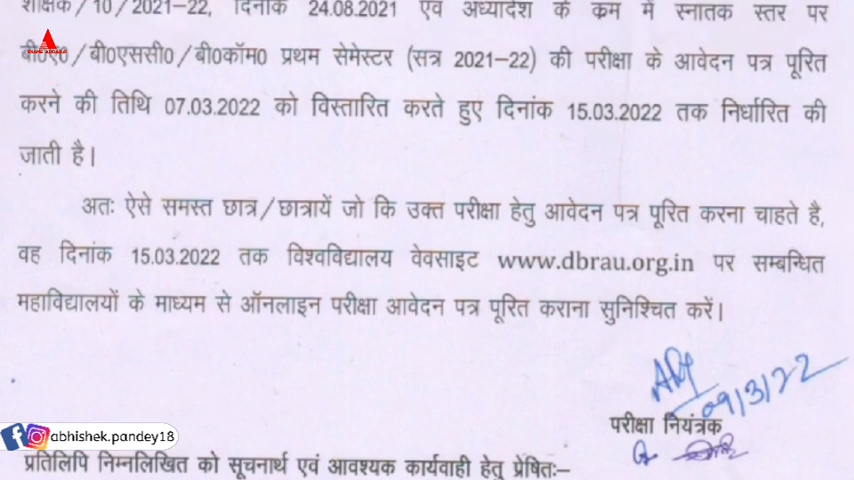 शैक्षिक/10/2021-22, दिनांक 24.08.2021 एवं अध्यादेश के क्रम में स्नातक स्तर पर
बी0ए0/बी0एससी0/बी0कॉम0 प्रथम सेमेस्टर (सत्र 2021-22) की परीक्षा के आवेदन पत्र पूरित
करने की तिथि 07.03.2022 को विस्तारित करते हुए दिनांक 15.03.2022 तक निर्धारित की
जाती है।
अतः ऐसे समस्त छात्र/छात्रायें जो कि उक्त परीक्षा हेतु आवेदन पत्र पूरित करना चाहते है,
वह दिनांक 15.03.2022 तक विश्वविद्यालय वेवसाइट www.dbrau.org.in पर सम्बन्धित
महाविद्यालयों के माध्यम से ऑनलाइन परीक्षा आवेदन पत्र पूरित कराना सुनिश्चित करें।
09/3/22
परीक्षा नियंत्रक
abhishek.pandey18
प्रतिलिपि निम्नलिखित को सूचनार्थ एवं आवश्यक कार्यवाही हेतु प्रेषितः-